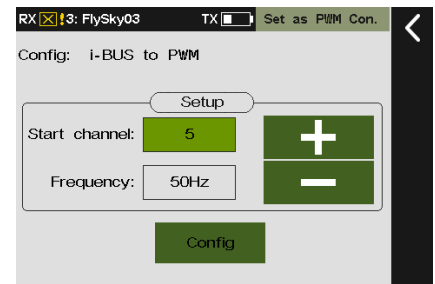 RX !3: FlySky03 TX Set as PWM Con.
Config: i-BUS to PWM
Setup
Start channel: 5
Frequency: 50Hz
Config